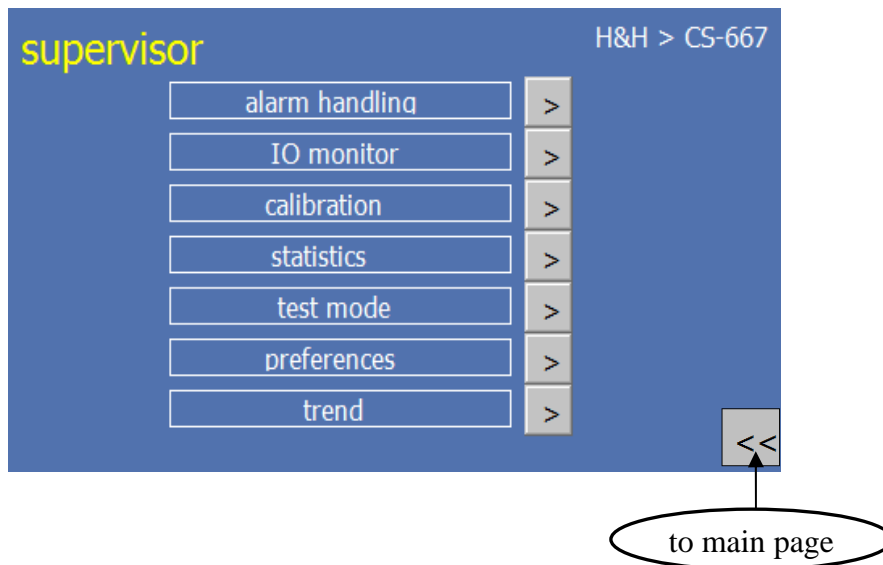 supervisor
H&H > CS-667
alarm handling >
IO monitor >
calibration >
statistics >
test mode >
preferences >
trend >
<<
to main page